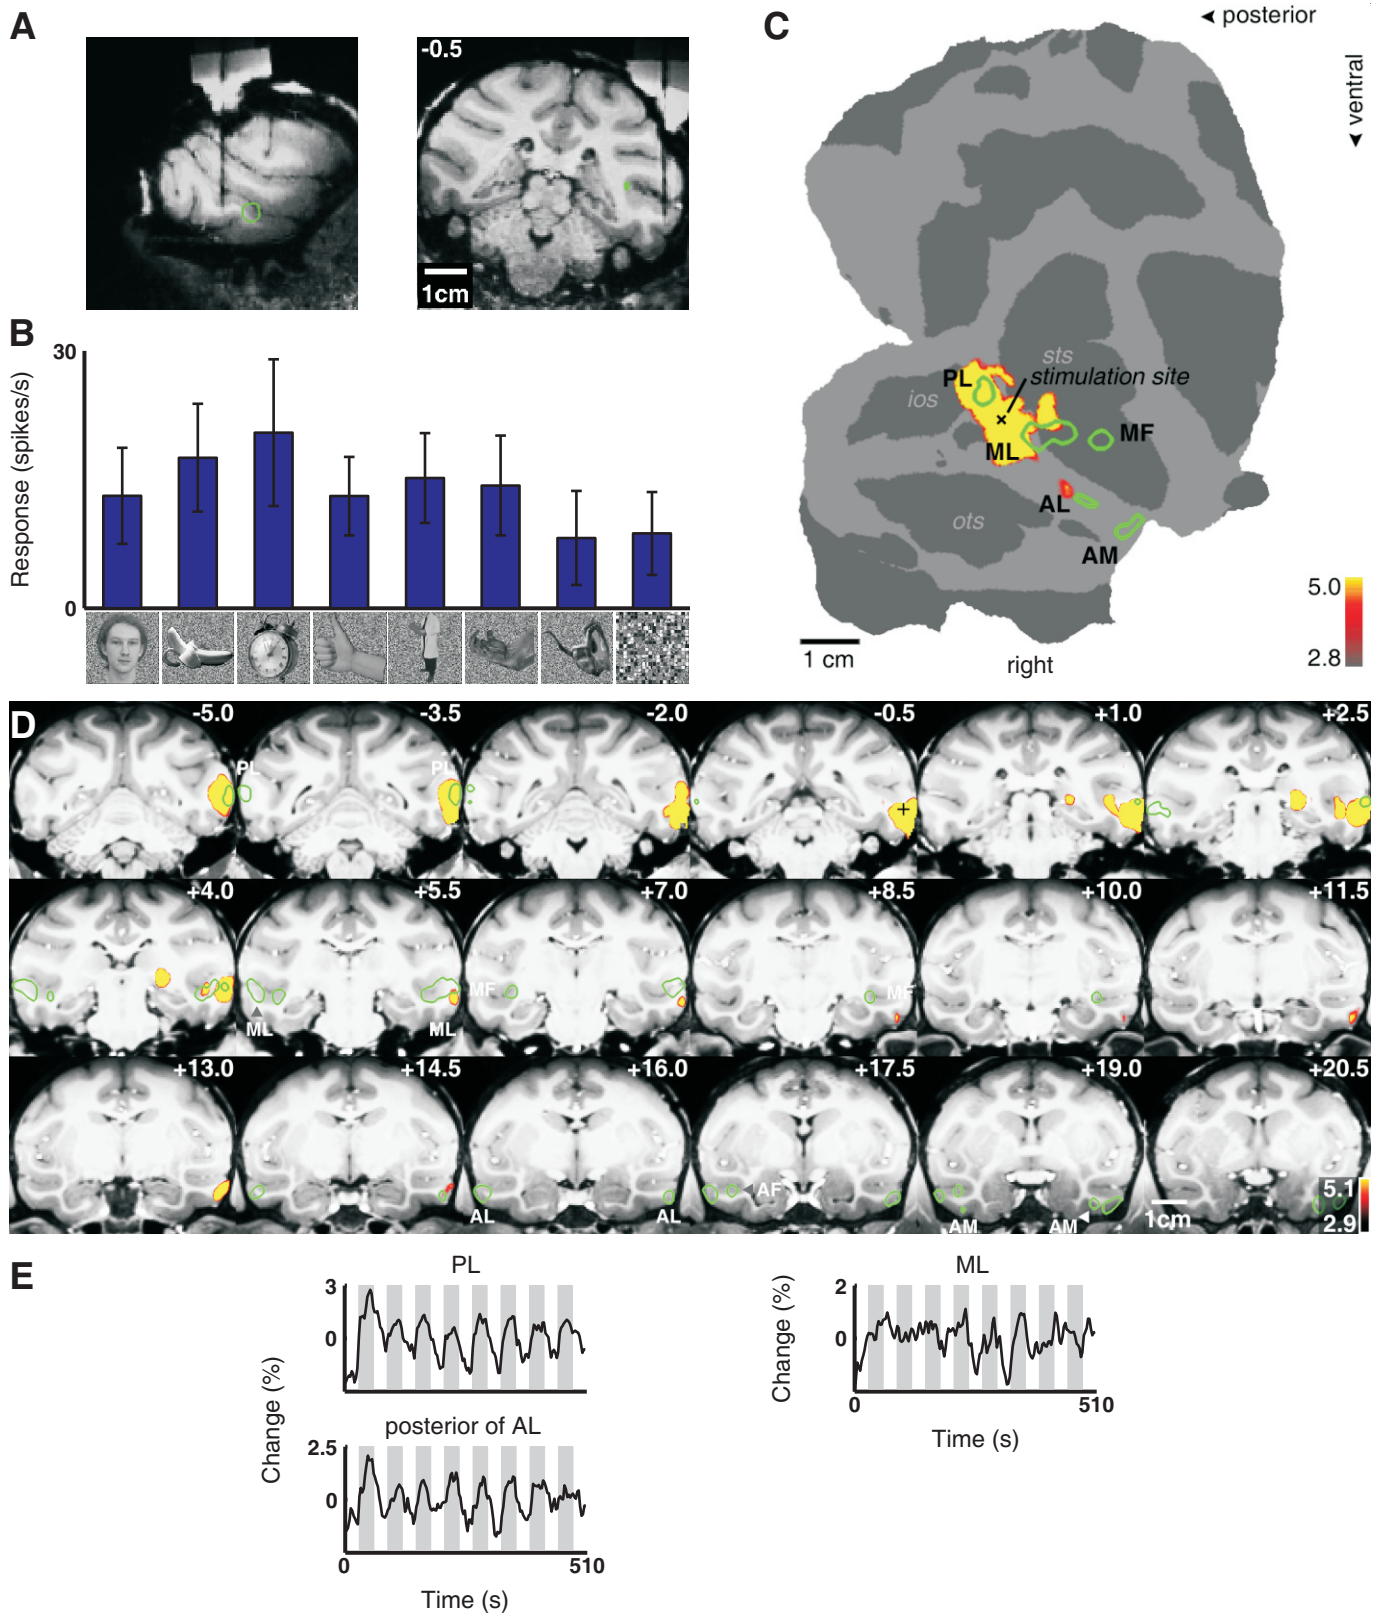 A
-0.5
1cm
B
Response (spikes/s)
30
0
C
posterior
ventral
sts
stimulation site
PL
ios
MF
ML
AL
ots
AM
5.0
2.8
1 cm
right
D
-5.0
-3.5
-2.0
-0.5
+1.0
+2.5
PL
PL
+4.0
+5.5
+7.0
+8.5
+10.0
+11.5
MF
MF
ML
ML
+13.0
+14.5
+16.0
+17.5
+19.0
+20.5
AF
AL
AL
AM
AM
1cm
5.1
2.9
E
PL
3
0
Change (%)
posterior of AL
2.5
0
0
510
Time (s)
ML
Change (%)
2
0
0
510
Time (s)